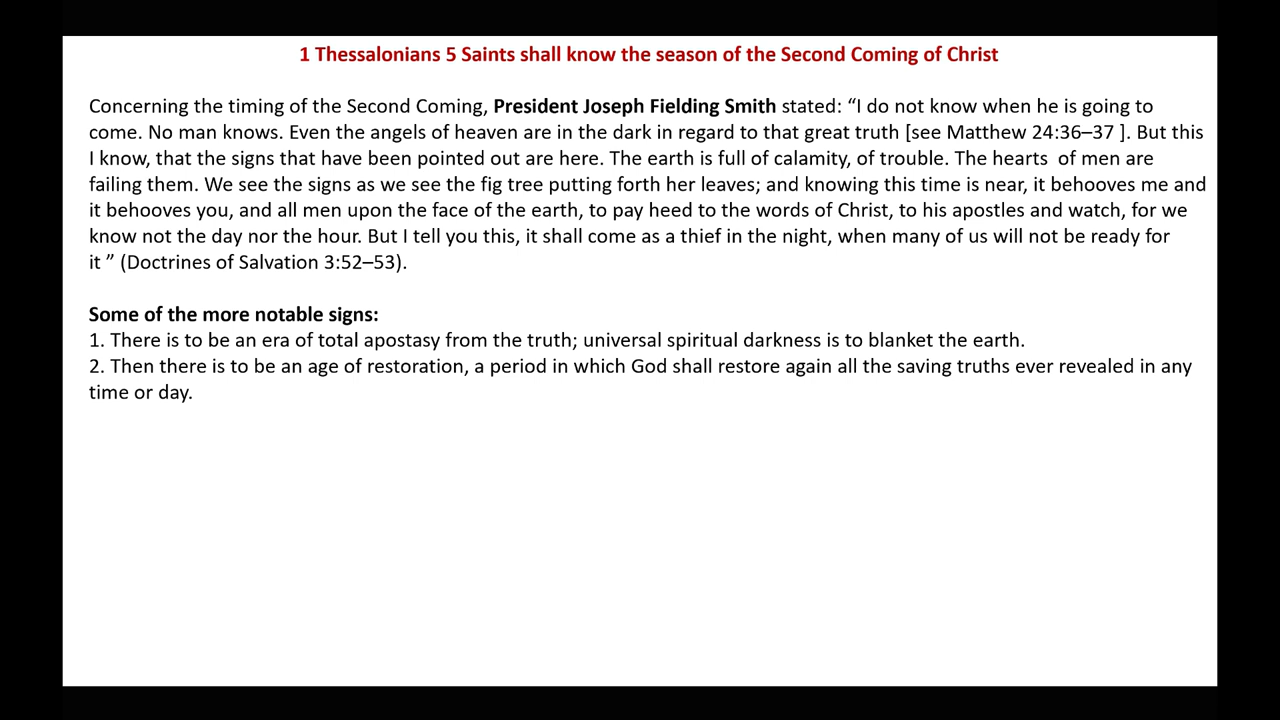 1 Thessalonians 5 Saints shall know the season of the Second Coming of Christ
Concerning the timing of the Second Coming, President Joseph Fielding Smith stated: “I do not know when he is going to
come. No man knows. Even the angels of heaven are in the dark in regard to that great truth [see Matthew 24:36–37 ]. But this
I know, that the signs that have been pointed out are here. The earth is full of calamity, of trouble. The hearts  of men are
failing them. We see the signs as we see the fig tree putting forth her leaves; and knowing this time is near, it behooves me and
it behooves you, and all men upon the face of the earth, to pay heed to the words of Christ, to his apostles and watch, for we
know not the day nor the hour. But I tell you this, it shall come as a thief in the night, when many of us will not be ready for
it ” (Doctrines of Salvation 3:52–53).
Some of the more notable signs:
1. There is to be an era of total apostasy from the truth; universal spiritual darkness is to blanket the earth.
2. Then there is to be an age of restoration, a period in which God shall restore again all the saving truths ever revealed in any
time or day.